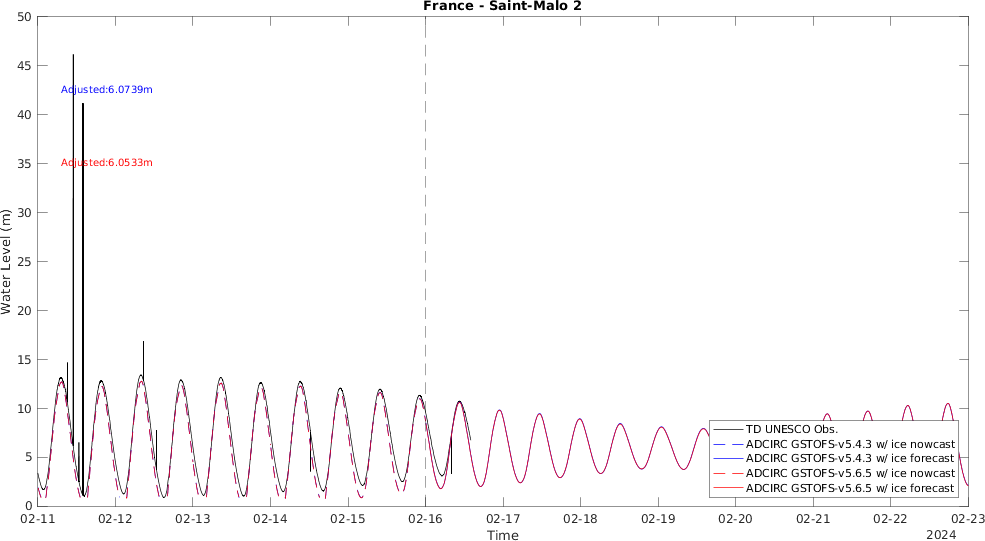 France - Saint-Malo 2
50
45
40
35
30
25
20
15
10
5
0
Water Level (m)
Adjusted:6.0739m
Adjusted:6.0533m
TD UNESCO Obs.
ADCIRC GSTOFS-v5.4.3 w/ ice nowcast
ADCIRC GSTOFS-v5.4.3 w/ ice forecast
ADCIRC GSTOFS-v5.6.5 w/ ice nowcast
ADCIRC GSTOFS-v5.6.5 w/ ice forecast
02-11 02-12 02-13 02-14 02-15 02-16 02-17 02-18 02-19 02-20 02-21 02-22 02-23
Time
2024